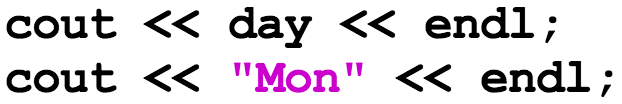 cout << day << endl;
cout << "Mon" << endl;